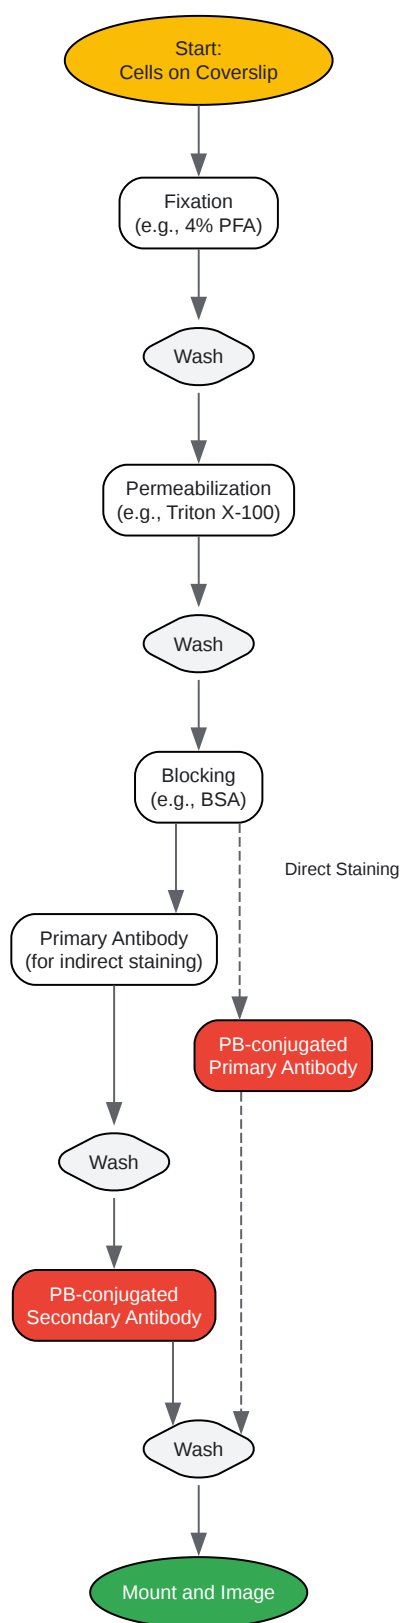 Start:
Cells on Coverslip
Fixation
(e.g., 4% PFA)
Wash
Permeabilization
(e.g., Triton X-100)
Wash
Blocking
(e.g., BSA)
Direct Staining
Primary Antibody
(for indirect staining)
PB-conjugated
Primary Antibody
Wash
PB-conjugated
Secondary Antibody
Wash
Mount and Image